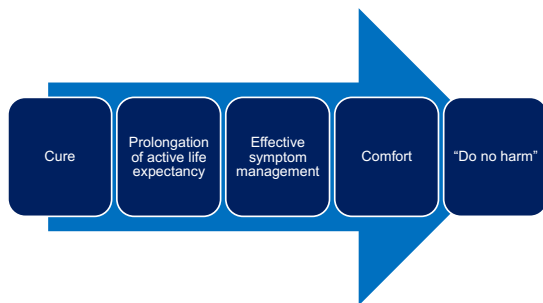 Cure
Prolongation
of active life
expectancy
Effective
symptom
management
Comfort
“Do no harm”